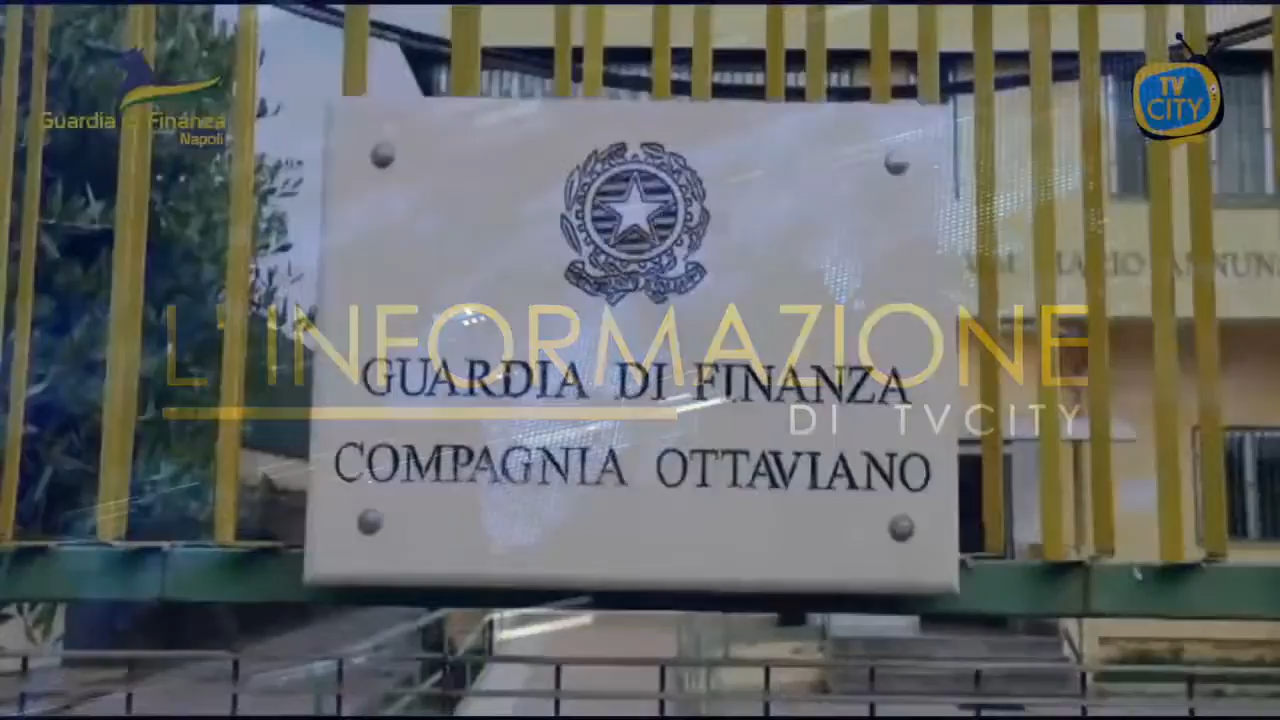 Guardia di Finanza
Napoli
TV
CITY
L'INFORMAZIONE
DI TVCITY
GUARDIA DI FINANZA
COMPAGNIA OTTAVIANO